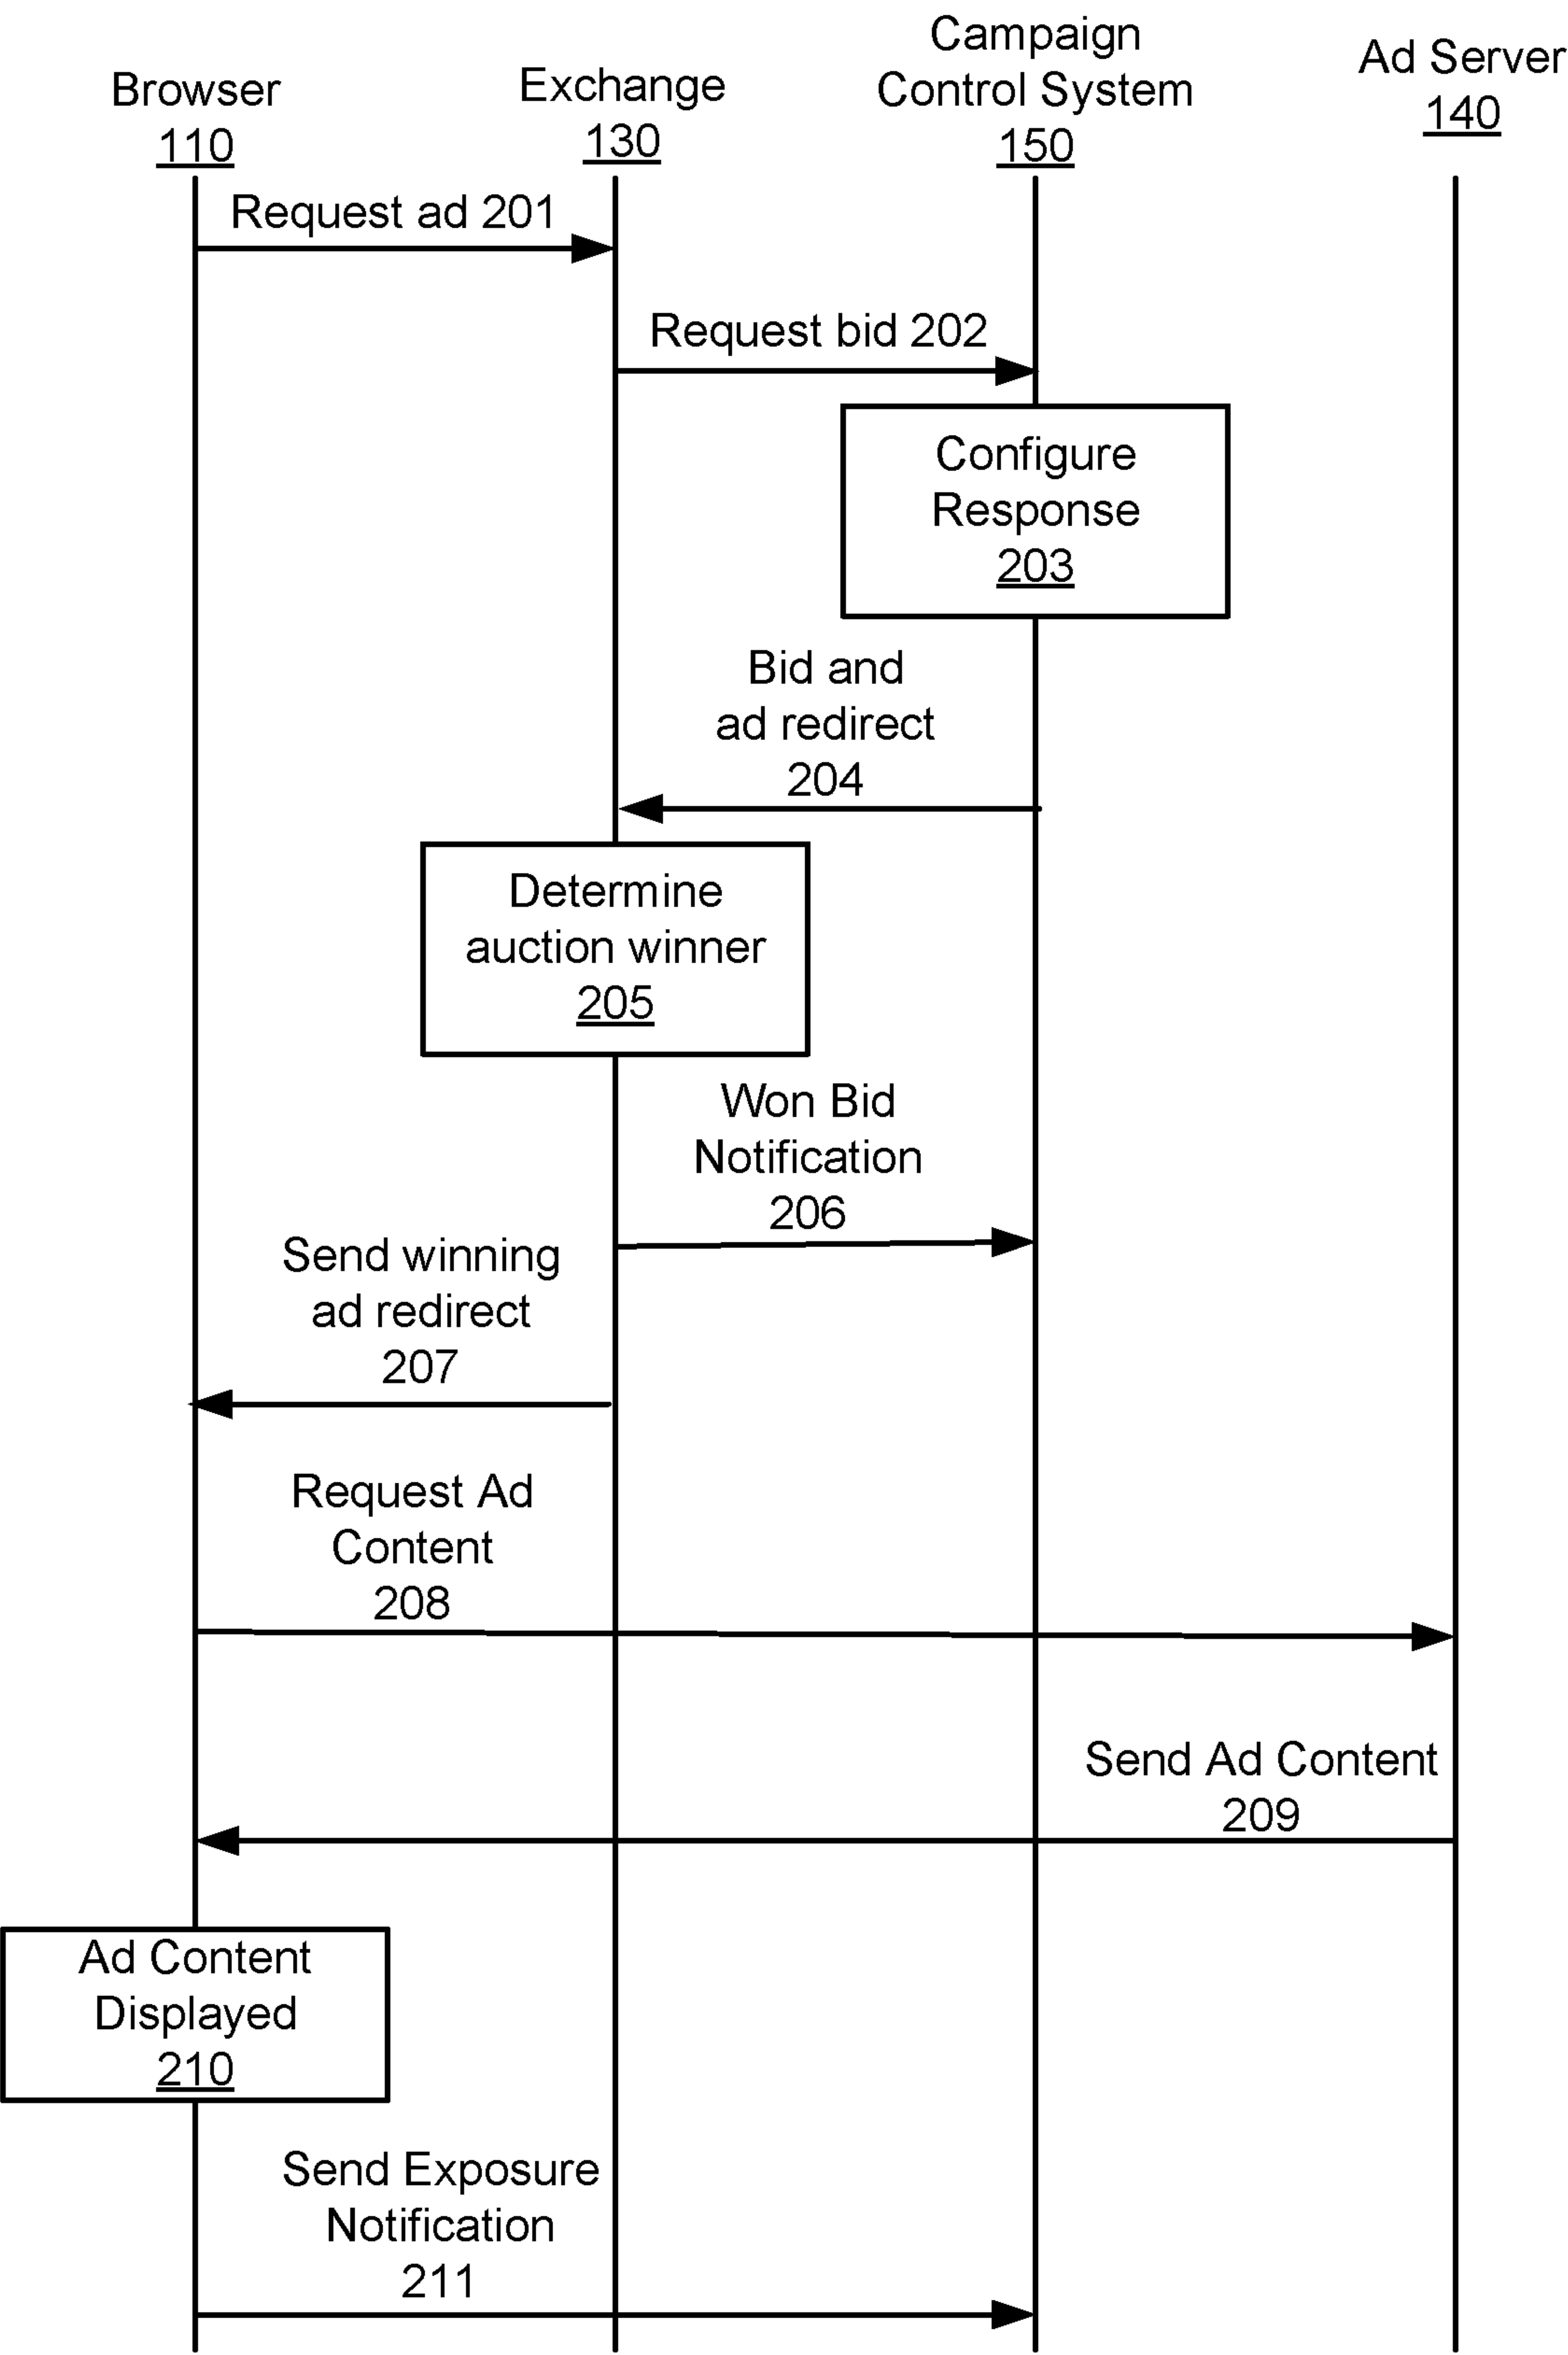 Browser
110
Exchange
130
Campaign
Control System
150
Ad Server
140
Request ad 201
Request bid 202
Configure
Response
203
Bid and
ad redirect
204
Determine
auction winner
205
Won Bid
Notification
206
Send winning
ad redirect
207
Request Ad
Content
208
Send Ad Content
209
Ad Content
Displayed
210
Send Exposure
Notification
211